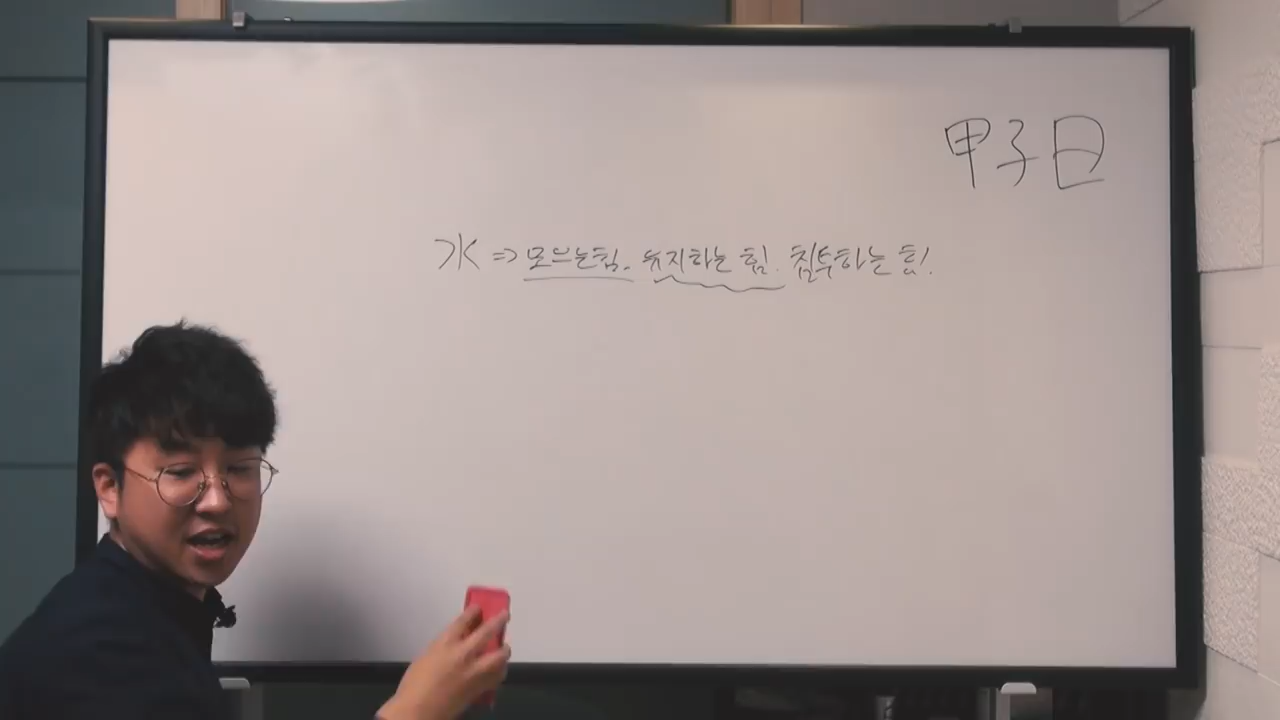 甲子日
水 => 모으는힘. 유지하는 힘. 침투하는 힘!